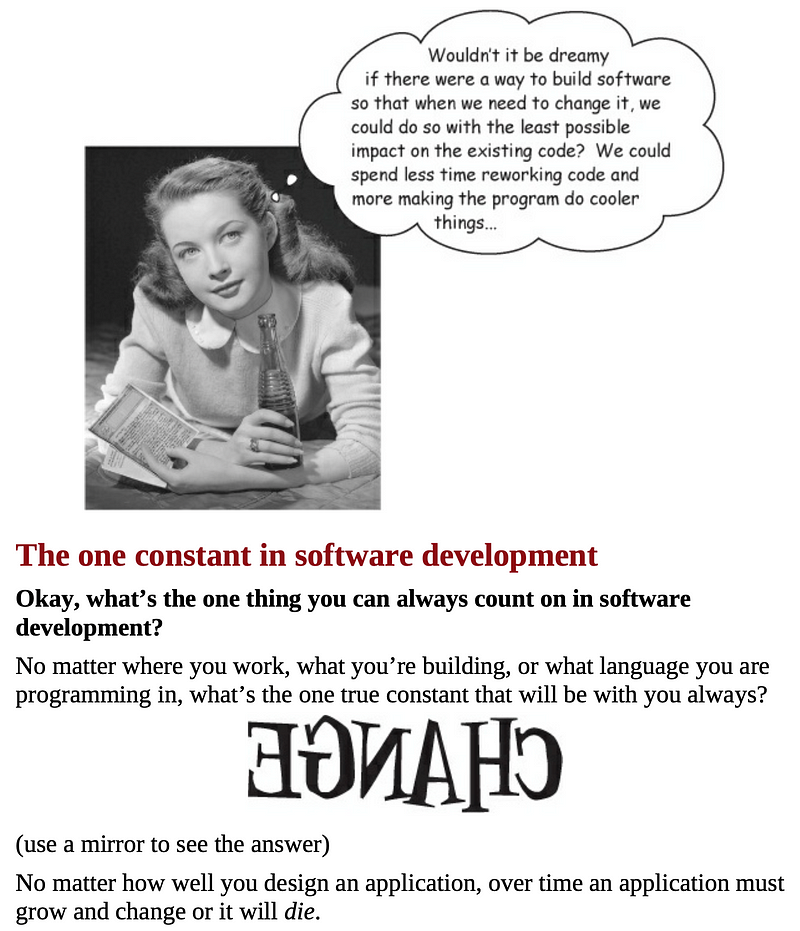 Wouldn't it be dreamy
if there were a way to build software
so that when we need to change it, we
could do so with the least possible
impact on the existing code? We could
spend less time reworking code and
more making the program do cooler
things...
The one constant in software development
Okay, what’s the one thing you can always count on in software
development?
No matter where you work, what you’re building, or what language you are
programming in, what’s the one true constant that will be with you always?
CHANGE
(use a mirror to see the answer)
No matter how well you design an application, over time an application must
grow and change or it will die.